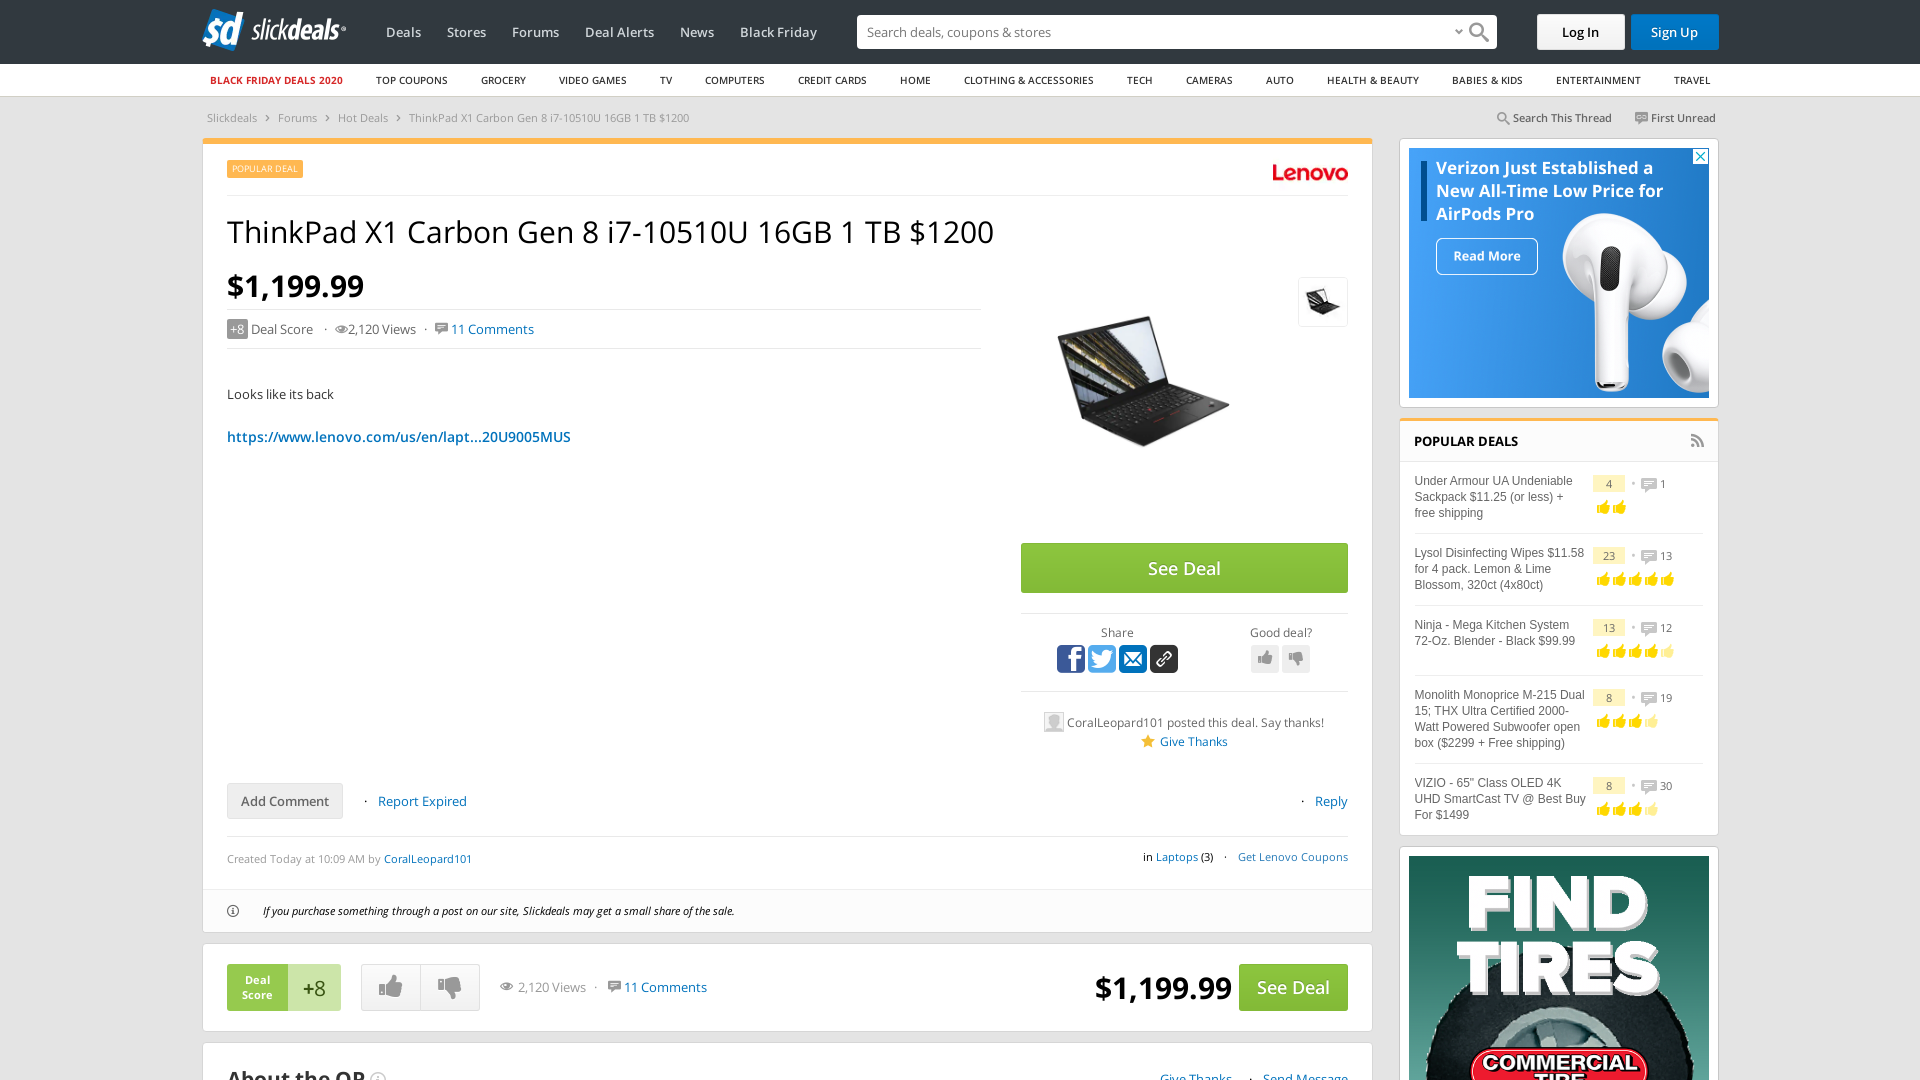 sd slickdeals
Deals Stores Forums Deal Alerts News Black Friday
Search deals, coupons & stores
Log In
Sign Up
BLACK FRIDAY DEALS 2020 TOP COUPONS GROCERY VIDEO GAMES TV COMPUTERS CREDIT CARDS HOME CLOTHING & ACCESSORIES TECH CAMERAS AUTO HEALTH & BEAUTY BABIES & KIDS ENTERTAINMENT TRAVEL
Slickdeals › Forums › Hot Deals › ThinkPad X1 Carbon Gen 8 i7-10510U 16GB 1 TB $1200
Search This Thread First Unread
POPULAR DEAL
Lenovo
ThinkPad X1 Carbon Gen 8 i7-10510U 16GB 1 TB $1200
$1,199.99
+8 Deal Score · 2,120 Views · 11 Comments
Looks like its back
https://www.lenovo.com/us/en/lapt...20U9005MUS
See Deal
Share Good deal?
CoralLeopard101 posted this deal. Say thanks!
Give Thanks
Add Comment · Report Expired · Reply
Created Today at 10:09 AM by CoralLeopard101
in Laptops (3) · Get Lenovo Coupons
If you purchase something through a post on our site, Slickdeals may get a small share of the sale.
Deal
Score
+8
2,120 Views · 11 Comments
$1,199.99 See Deal
About the OP
Give Thanks · Send Message
Verizon Just Established a
New All-Time Low Price for
AirPods Pro
Read More
POPULAR DEALS
Under Armour UA Undeniable
Sackpack $11.25 (or less) +
free shipping
4 • 1
Lysol Disinfecting Wipes $11.58
for 4 pack. Lemon & Lime
Blossom, 320ct (4x80ct)
23 • 13
Ninja - Mega Kitchen System
72-Oz. Blender - Black $99.99
13 • 12
Monolith Monoprice M-215 Dual
15; THX Ultra Certified 2000-
Watt Powered Subwoofer open
box ($2299 + Free shipping)
8 • 19
VIZIO - 65" Class OLED 4K
UHD SmartCast TV @ Best Buy
For $1499
8 • 30
FIND
TIRES
COMMERCIAL
TIRE